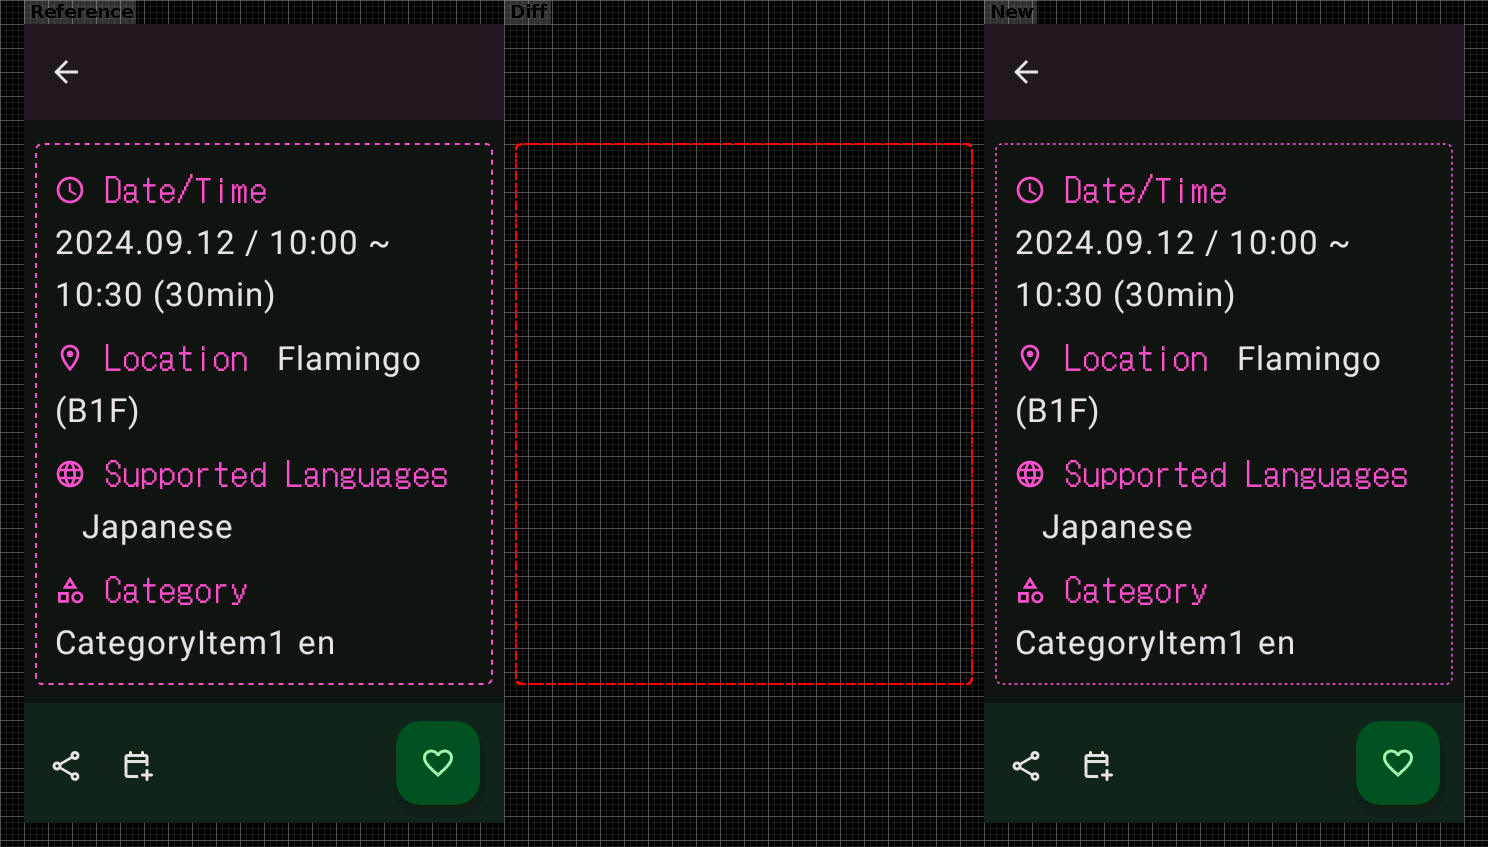 Reference
Diff
New
Date/Time
2024.09.12 / 10:00 ~
10:30 (30min)
Location Flamingo
(B1F)
Supported Languages
Japanese
Category
CategoryItem1 en
Date/Time
2024.09.12 / 10:00 ~
10:30 (30min)
Location Flamingo
(B1F)
Supported Languages
Japanese
Category
CategoryItem1 en